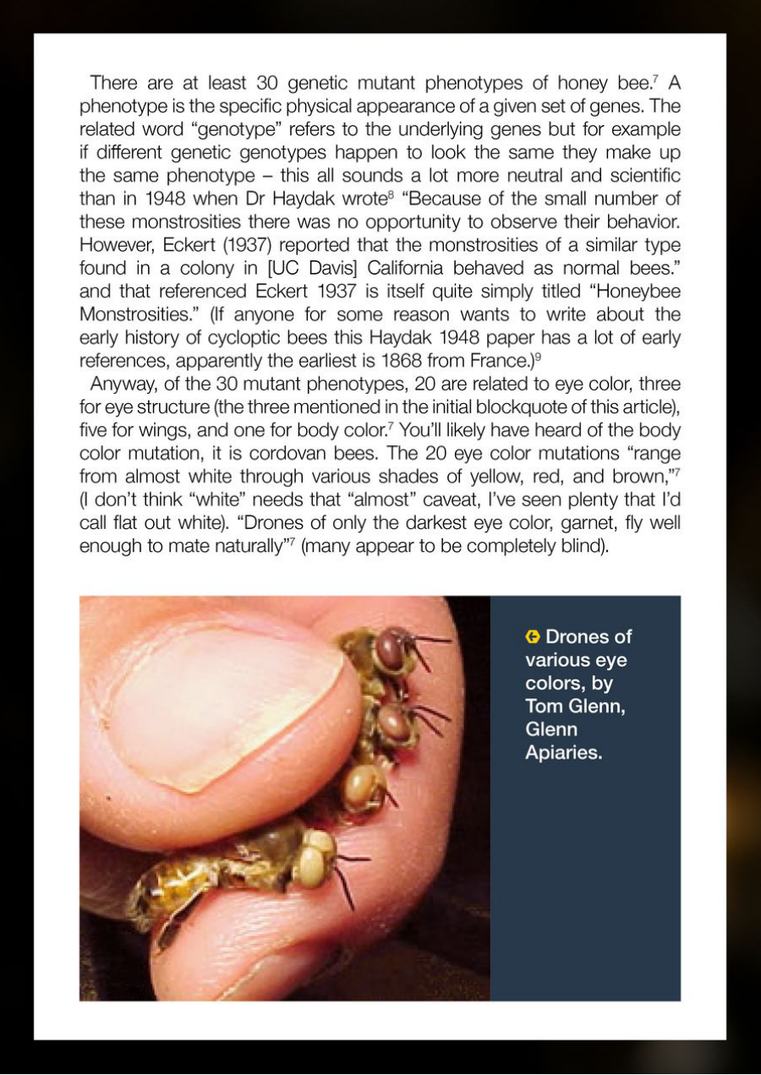 There are at least 30 genetic mutant phenotypes of honey bee.⁷ A
phenotype is the specific physical appearance of a given set of genes. The
related word “genotype” refers to the underlying genes but for example
if different genetic genotypes happen to look the same they make up
the same phenotype – this all sounds a lot more neutral and scientific
than in 1948 when Dr Haydak wrote⁸ “Because of the small number of
these monstrosities there was no opportunity to observe their behavior.
However, Eckert (1937) reported that the monstrosities of a similar type
found in a colony in [UC Davis] California behaved as normal bees.”
and that referenced Eckert 1937 is itself quite simply titled “Honeybee
Monstrosities.” (If anyone for some reason wants to write about the
early history of cycloptic bees this Haydak 1948 paper has a lot of early
references, apparently the earliest is 1868 from France.)⁹
Anyway, of the 30 mutant phenotypes, 20 are related to eye color, three
for eye structure (the three mentioned in the initial blockquote of this article),
five for wings, and one for body color.⁷ You’ll likely have heard of the body
color mutation, it is cordovan bees. The 20 eye color mutations “range
from almost white through various shades of yellow, red, and brown,”⁷
(I don’t think “white” needs that “almost” caveat, I’ve seen plenty that I’d
call flat out white). “Drones of only the darkest eye color, garnet, fly well
enough to mate naturally”⁷ (many appear to be completely blind).
Drones of
various eye
colors, by
Tom Glenn,
Glenn
Apiaries.